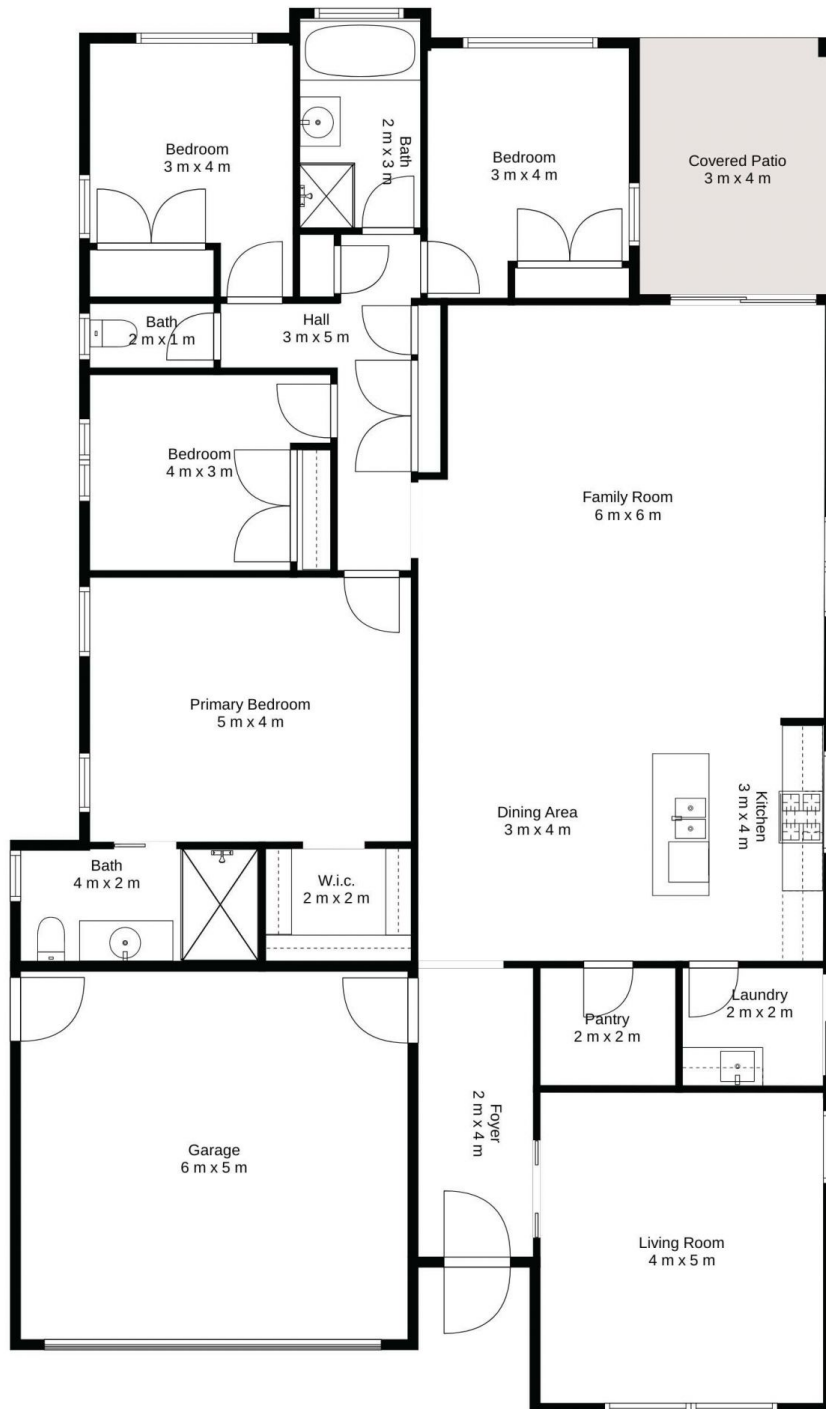 Bedroom
3 m x 4 m
Bath
2 m x 3 m
Bedroom
3 m x 4 m
Covered Patio
3 m x 4 m
Bath
2 m x 1 m
Hall
3 m x 5 m
Bedroom
4 m x 3 m
Family Room
6 m x 6 m
Primary Bedroom
5 m x 4 m
Dining Area
3 m x 4 m
Kitchen
3 m x 4 m
Bath
4 m x 2 m
W.i.c.
2 m x 2 m
Pantry
2 m x 2 m
Laundry
2 m x 2 m
Foyer
2 m x 4 m
Garage
6 m x 5 m
Living Room
4 m x 5 m